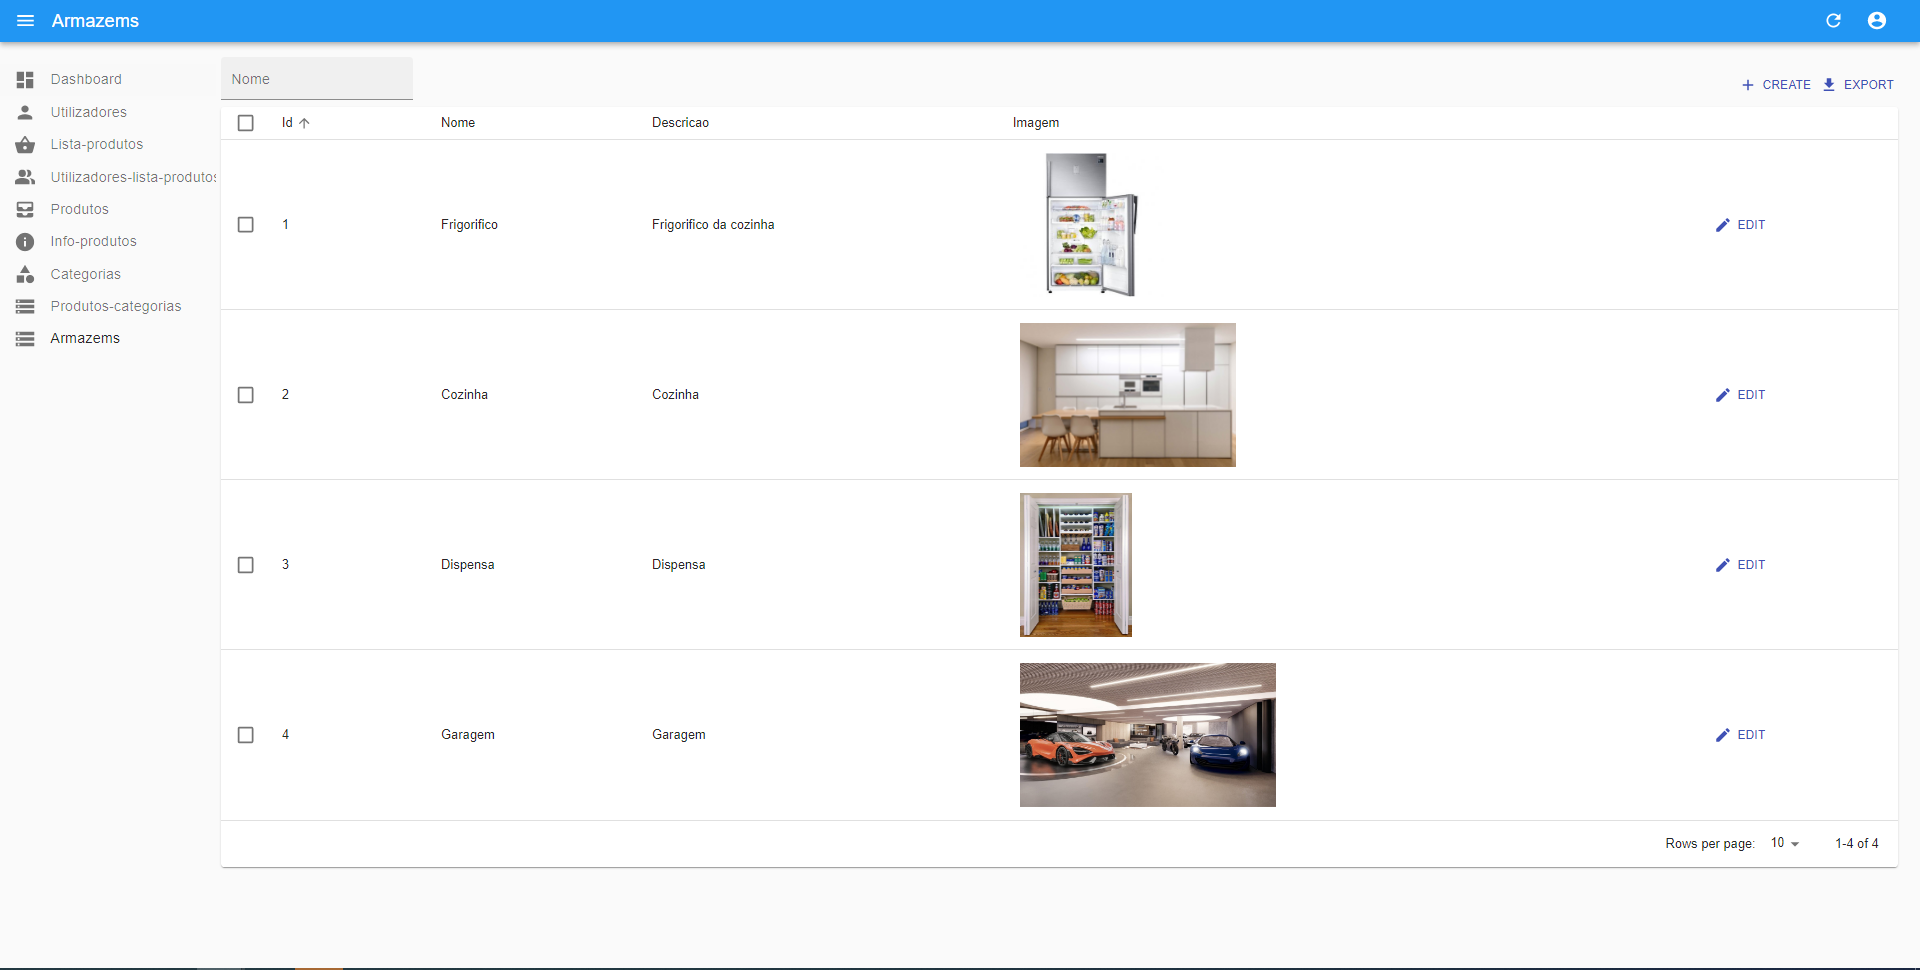 Armazems
Dashboard
Utilizadores
Lista-produtos
Utilizadores-lista-produtos
Produtos
Info-produtos
Categorias
Produtos-categorias
Armazems
Nome
CREATE
EXPORT
Id Nome Descricao Imagem
1 Frigorifico Frigorifico da cozinha EDIT
2 Cozinha Cozinha EDIT
3 Dispensa Dispensa EDIT
4 Garagem Garagem EDIT
Rows per page: 10 1-4 of 4